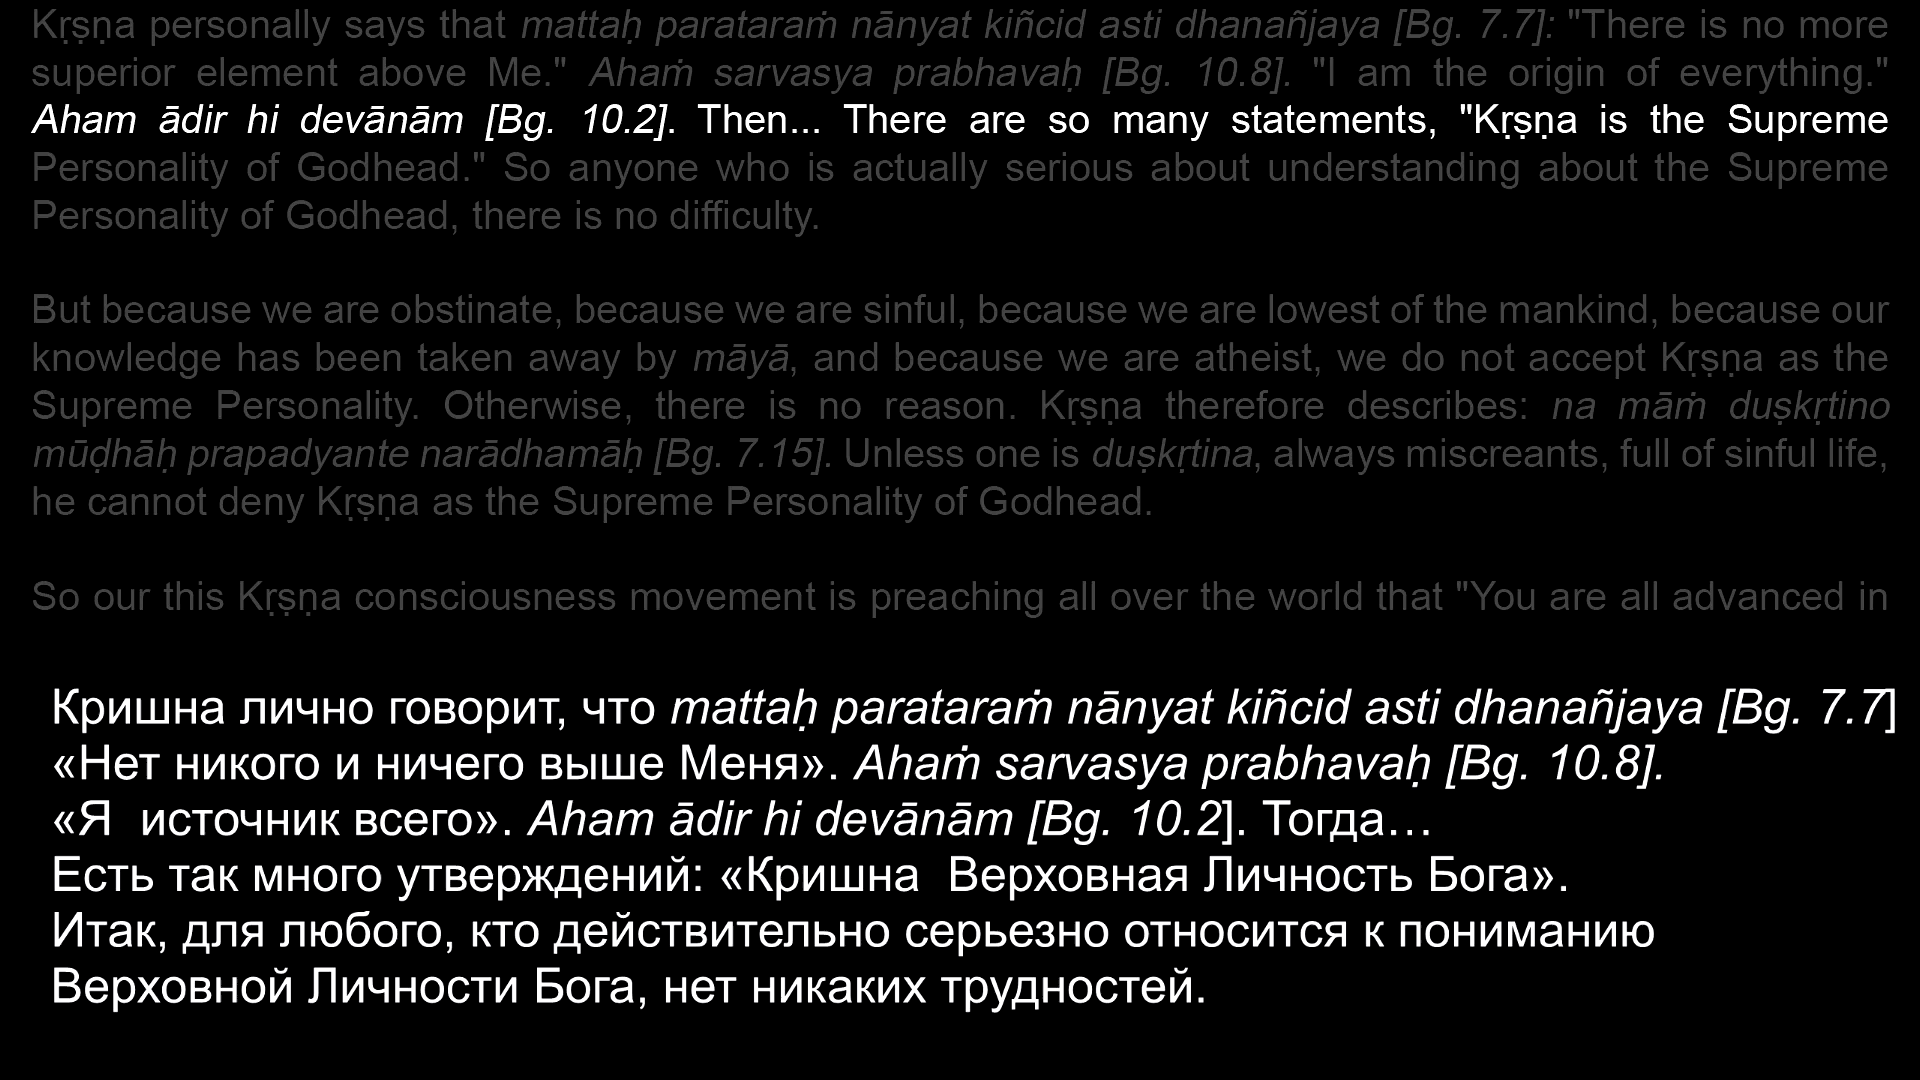 Kṛṣṇa personally says that mattaḥ parataraṁ nānyat kiñcid asti dhanañjaya [Bg. 7.7]: "There is no more
superior element above Me." Ahaṁ sarvasya prabhavaḥ [Bg. 10.8]. "I am the origin of everything."
Aham ādir hi devānām [Bg. 10.2]. Then... There are so many statements, "Kṛṣṇa is the Supreme
Personality of Godhead." So anyone who is actually serious about understanding about the Supreme
Personality of Godhead, there is no difficulty.
But because we are obstinate, because we are sinful, because we are lowest of the mankind, because our
knowledge has been taken away by māyā, and because we are atheist, we do not accept Kṛṣṇa as the
Supreme Personality. Otherwise, there is no reason. Kṛṣṇa therefore describes: na māṁ duṣkṛtino
mūḍhāḥ prapadyante narādhamāḥ [Bg. 7.15]. Unless one is duṣkṛtina, always miscreants, full of sinful life,
he cannot deny Kṛṣṇa as the Supreme Personality of Godhead.
So our this Kṛṣṇa consciousness movement is preaching all over the world that "You are all advanced in
Кришна лично говорит, что mattaḥ parataraṁ nānyat kiñcid asti dhanañjaya [Bg. 7.7]
«Нет никого и ничего выше Меня». Ahaṁ sarvasya prabhavaḥ [Bg. 10.8].
«Я  источник всего». Aham ādir hi devānām [Bg. 10.2]. Тогда…
Есть так много утверждений: «Кришна  Верховная Личность Бога».
Итак, для любого, кто действительно серьезно относится к пониманию
Верховной Личности Бога, нет никаких трудностей.